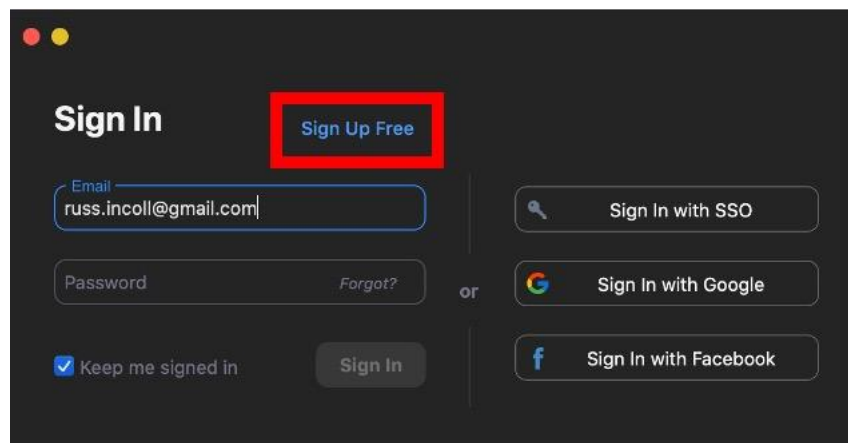 Sign In
Sign Up Free
Email
russ.incoll@gmail.com
Password
Forgot?
Keep me signed in
Sign In
or
Sign In with SSO
Sign In with Google
Sign In with Facebook